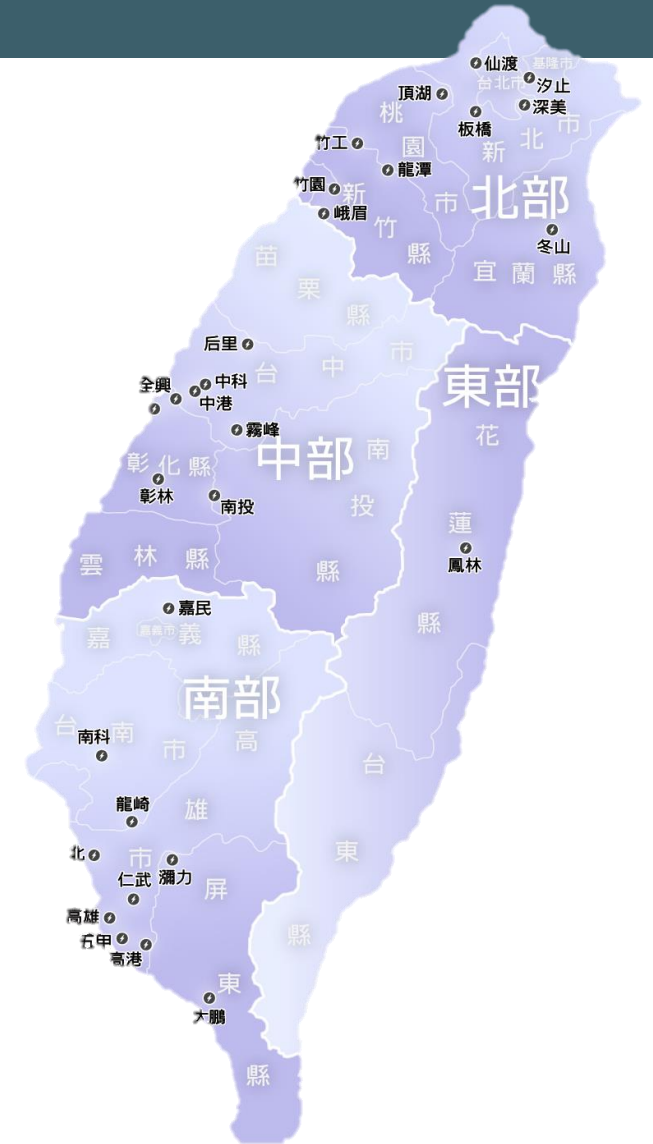 仙渡
基隆市
台北市
汐止
頂湖
深美
板橋
桃園市
新北市
竹工
龍潭
竹園
新竹縣
峨眉
北部
冬山
宜蘭縣
苗栗縣
后里
台中市
中科
全興
中港
霧峰
中部
東部
花蓮縣
彰化縣
彰林
南投
南投縣
雲林縣
鳳林
嘉民
嘉義市
嘉義縣
南部
台南市
南科
高雄市
龍崎
台東縣
北
瀰力
仁武
屏東縣
高雄
五甲
高港
大鵬